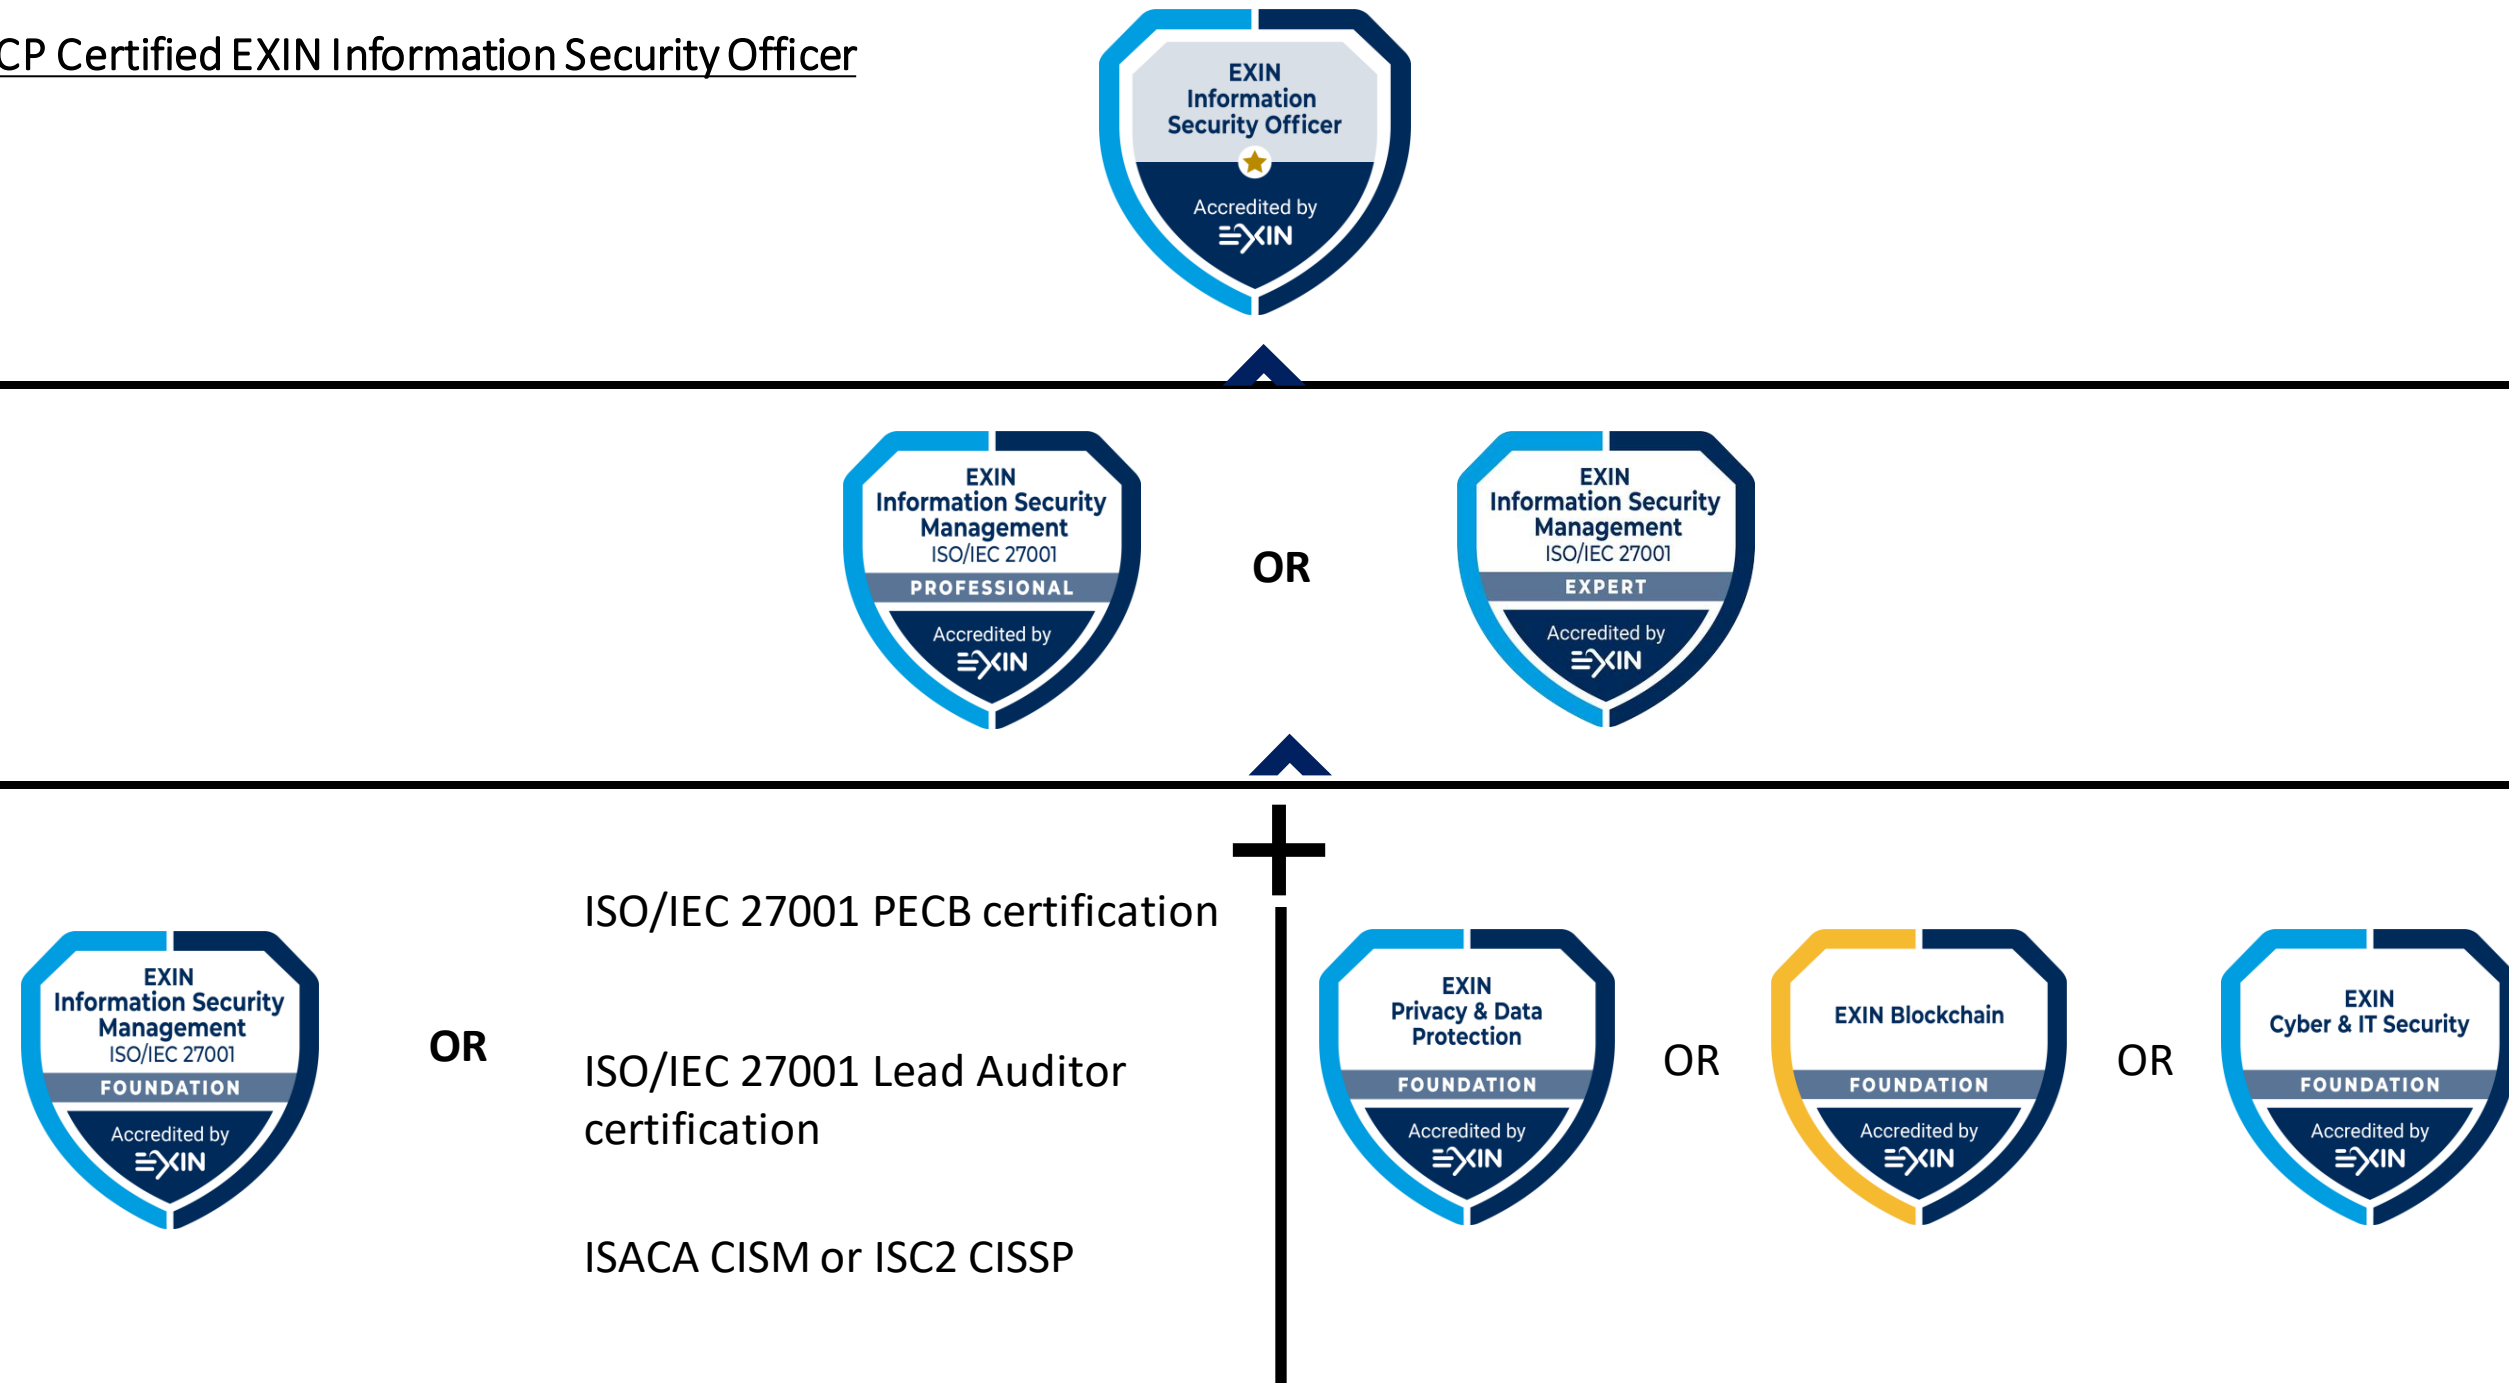 CP Certified EXIN Information Security Officer
EXIN
Information
Security Officer
Accredited by
EXIN
EXIN
Information Security
Management
ISO/IEC 27001
PROFESSIONAL
Accredited by
EXIN
OR
EXIN
Information Security
Management
ISO/IEC 27001
EXPERT
Accredited by
EXIN
EXIN
Information Security
Management
ISO/IEC 27001
FOUNDATION
Accredited by
EXIN
OR
ISO/IEC 27001 PECB certification
ISO/IEC 27001 Lead Auditor
certification
ISACA CISM or ISC2 CISSP
EXIN
Privacy & Data
Protection
FOUNDATION
Accredited by
EXIN
OR
EXIN Blockchain
FOUNDATION
Accredited by
EXIN
OR
EXIN
Cyber & IT Security
FOUNDATION
Accredited by
EXIN